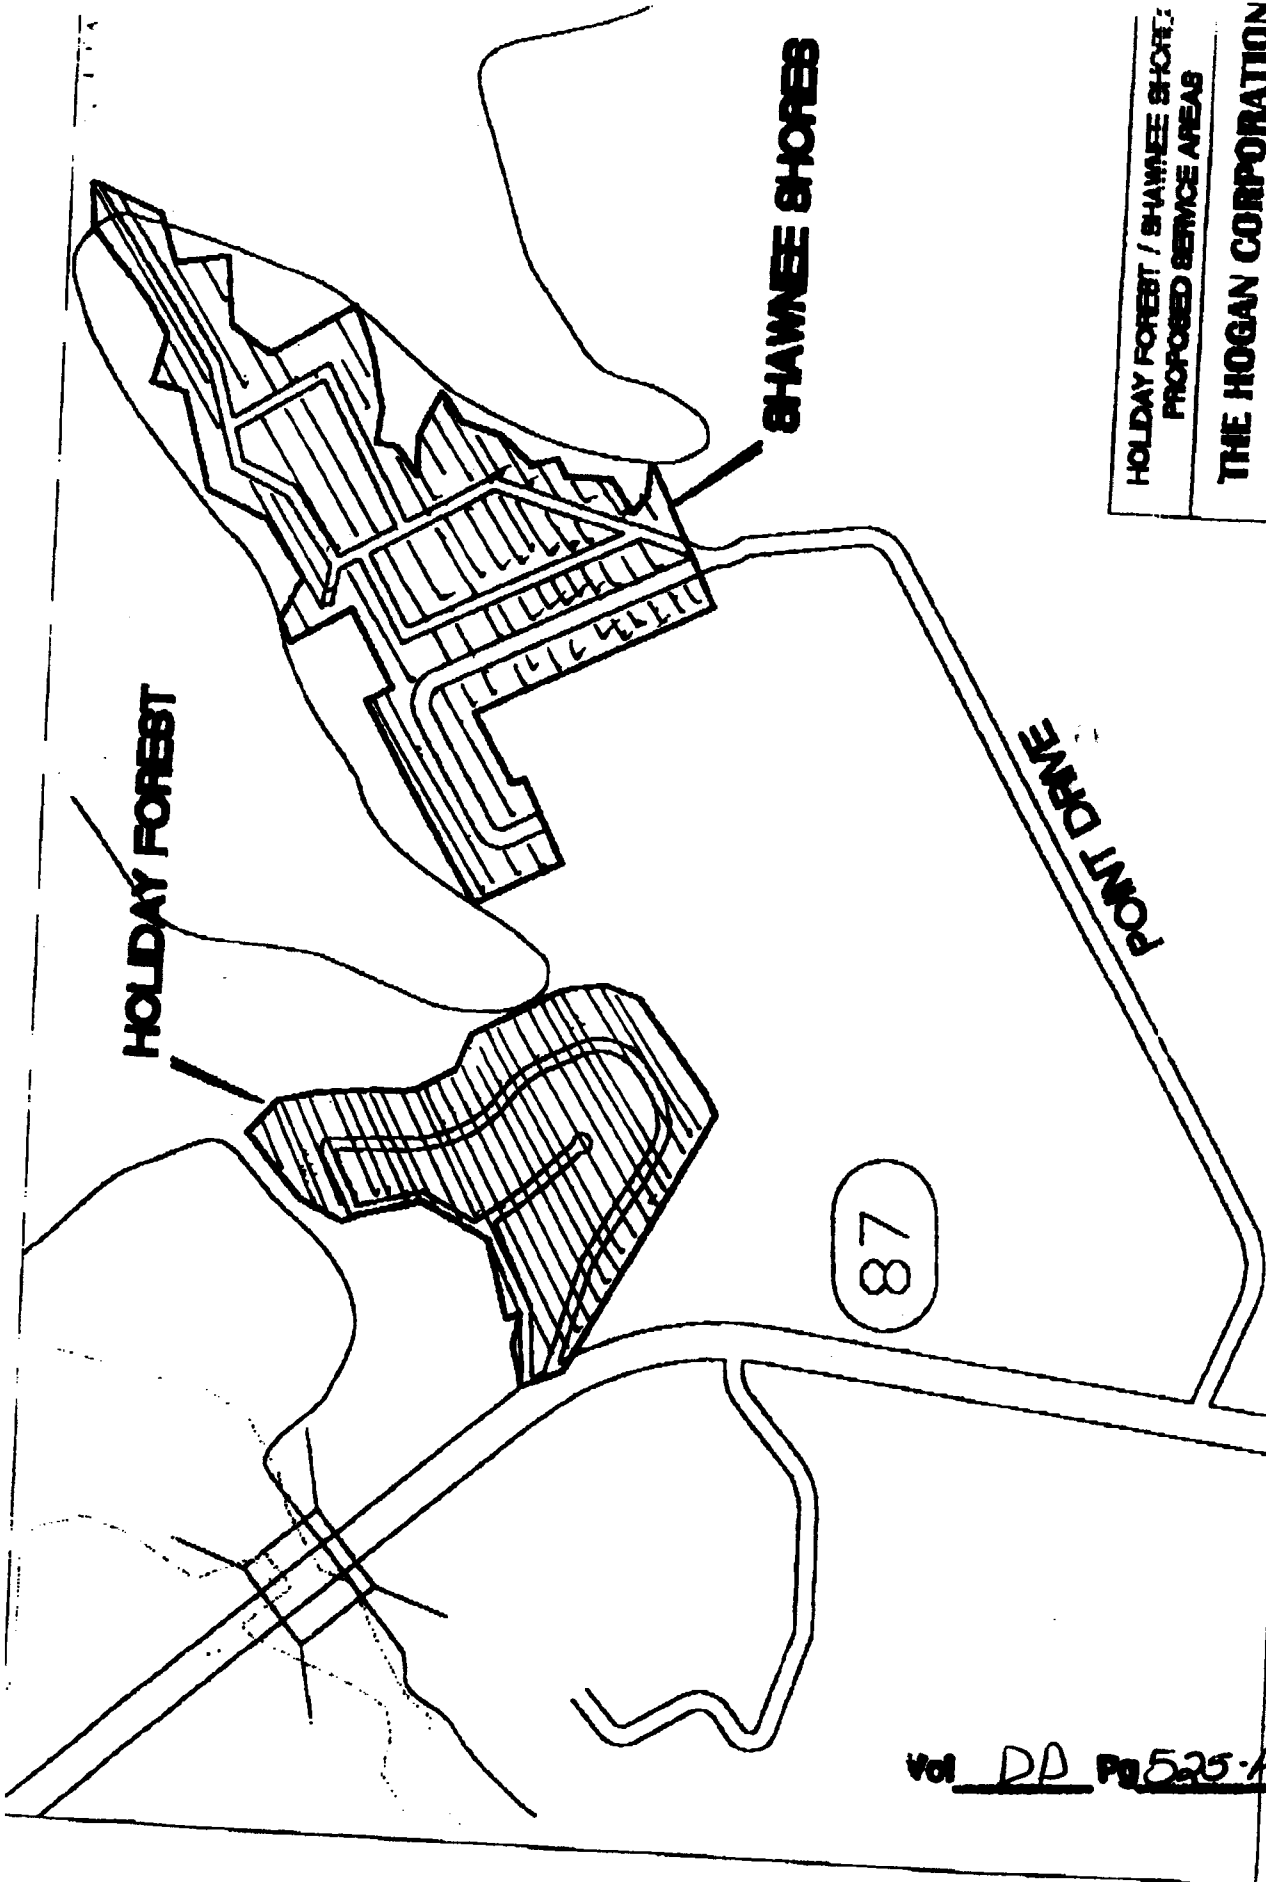 HOLIDAY FOREST
SHAWNEE SHORES
POINT DRIVE
87
HOLIDAY FOREST / SHAWNEE SHORES
PROPOSED SERVICE AREAS
THE HOGAN CORPORATION
Vol DD Pg 525-A